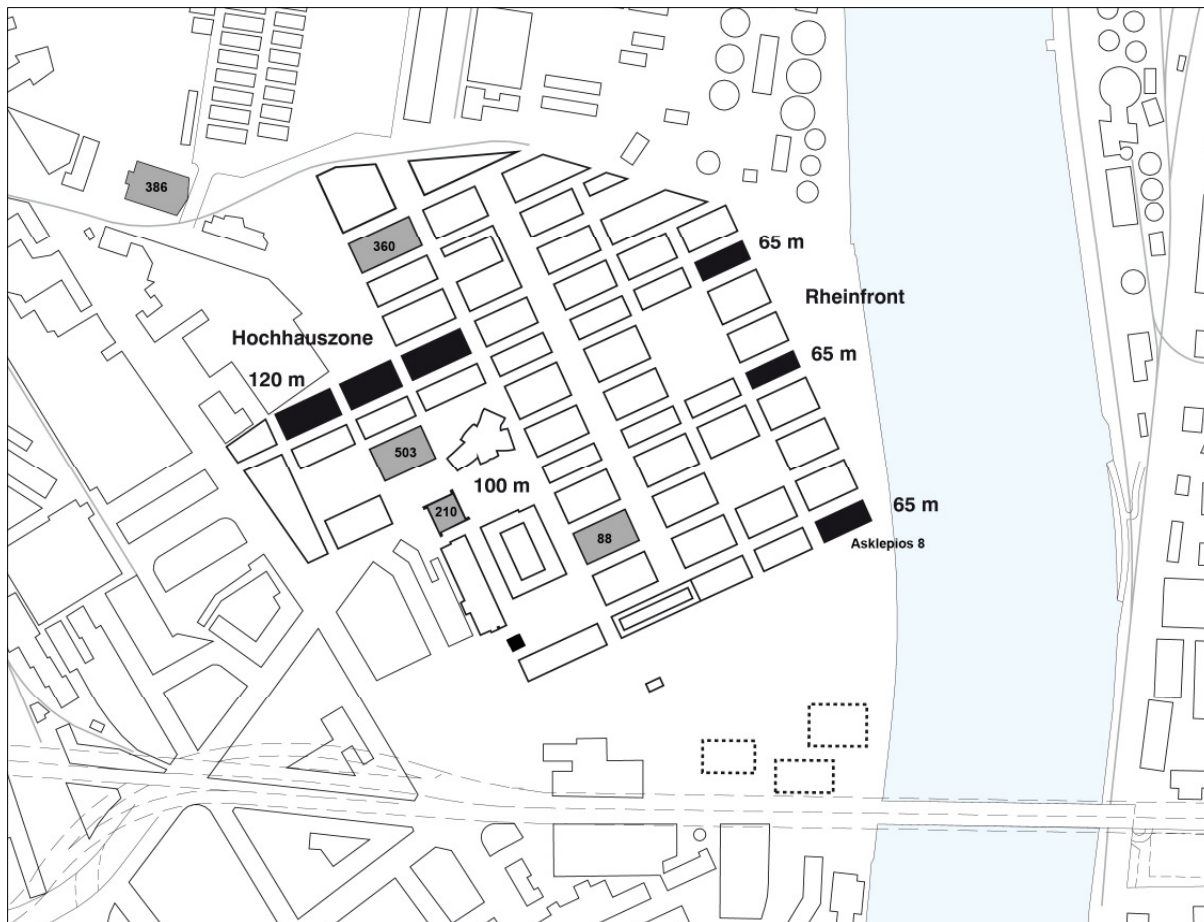 386
360
65 m
Rheinfront
Hochhauszone
65 m
120 m
503
100 m
210
65 m
88
Asklepios 8